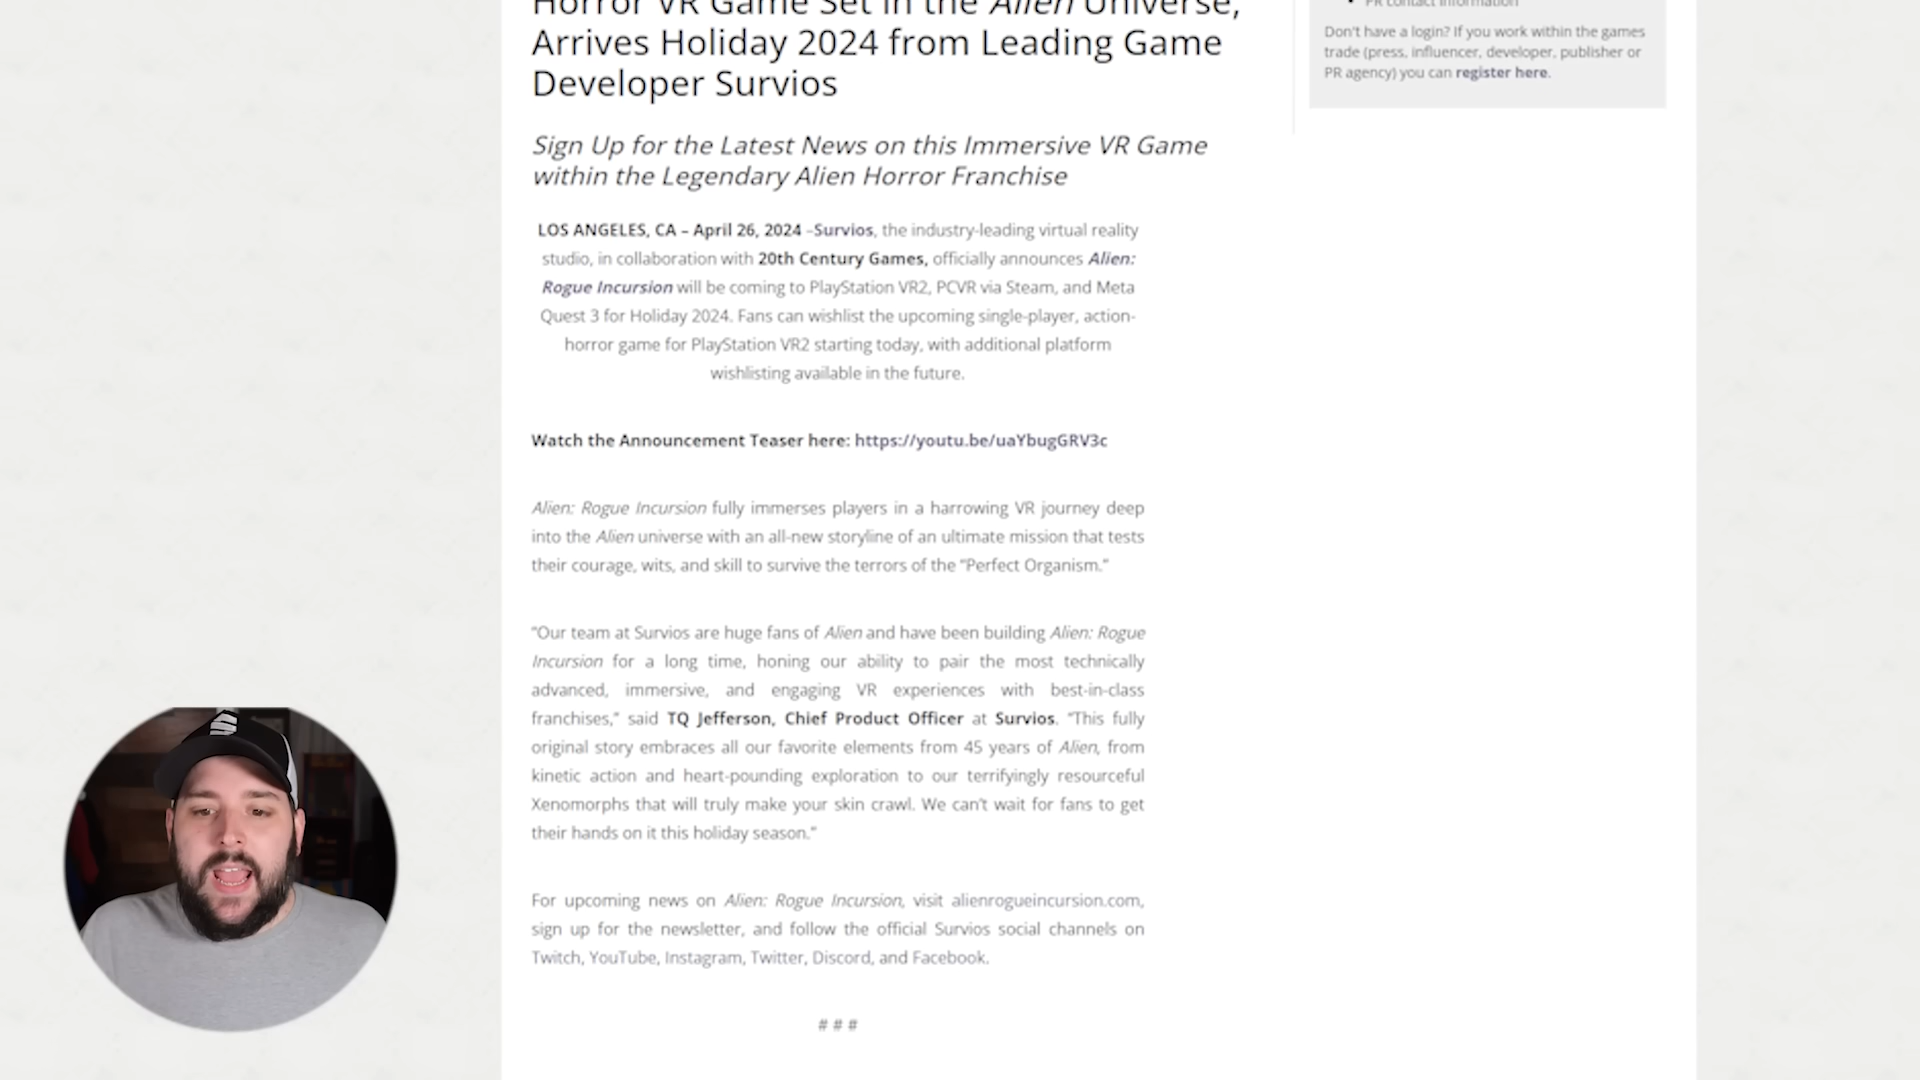 Horror VR Game Set in the Alien Universe,
Arrives Holiday 2024 from Leading Game
Developer Survios
Sign Up for the Latest News on this Immersive VR Game
within the Legendary Alien Horror Franchise
LOS ANGELES, CA – April 26, 2024 –Survios, the industry-leading virtual reality
studio, in collaboration with 20th Century Games, officially announces Alien:
Rogue Incursion will be coming to PlayStation VR2, PCVR via Steam, and Meta
Quest 3 for Holiday 2024. Fans can wishlist the upcoming single-player, action-
horror game for PlayStation VR2 starting today, with additional platform
wishlisting available in the future.
Watch the Announcement Teaser here: https://youtu.be/uaYbugGRV3c
Alien: Rogue Incursion fully immerses players in a harrowing VR journey deep
into the Alien universe with an all-new storyline of an ultimate mission that tests
their courage, wits, and skill to survive the terrors of the “Perfect Organism.”
“Our team at Survios are huge fans of Alien and have been building Alien: Rogue
Incursion for a long time, honing our ability to pair the most technically
advanced, immersive, and engaging VR experiences with best-in-class
franchises,” said TQ Jefferson, Chief Product Officer at Survios. “This fully
original story embraces all our favorite elements from 45 years of Alien, from
kinetic action and heart-pounding exploration to our terrifyingly resourceful
Xenomorphs that will truly make your skin crawl. We can’t wait for fans to get
their hands on it this holiday season.”
For upcoming news on Alien: Rogue Incursion, visit alienrogueincursion.com,
sign up for the newsletter, and follow the official Survios social channels on
Twitch, YouTube, Instagram, Twitter, Discord, and Facebook.
# # #
• PR contact information
Don't have a login? If you work within the games
trade (press, influencer, developer, publisher or
PR agency) you can register here.